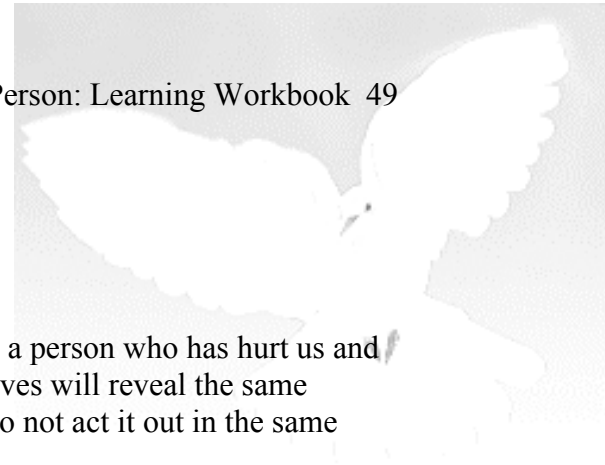 Person: Learning Workbook 49
a person who has hurt us and
ves will reveal the same
o not act it out in the same